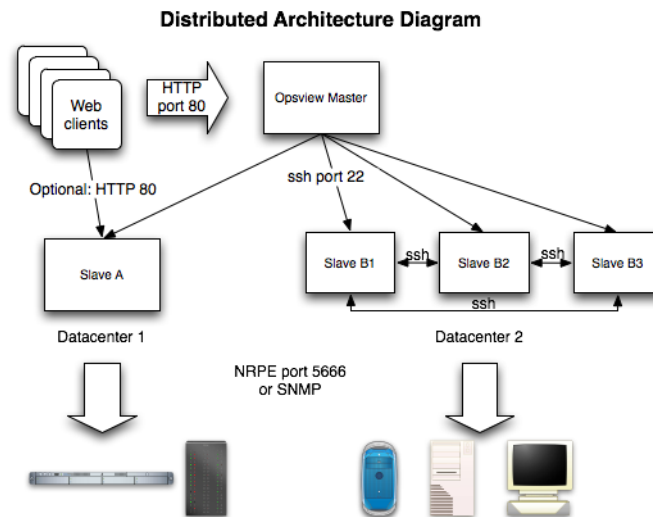 Distributed Architecture Diagram
Web
clients
HTTP
port 80
Opsview Master
Optional: HTTP 80
ssh port 22
Slave A
Slave B1
ssh
Slave B2
ssh
Slave B3
ssh
Datacenter 1
Datacenter 2
NRPE port 5666
or SNMP